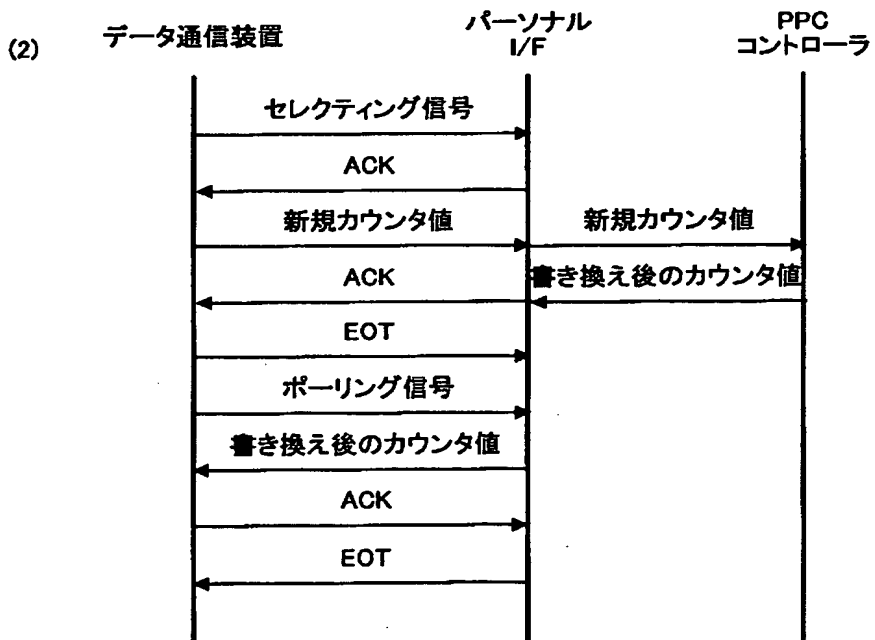 (2)
データ通信装置
パーソナル
I/F
PPC
コントローラ
セレクティング信号
ACK
新規カウンタ値
新規カウンタ値
ACK
書き換え後のカウンタ値
EOT
ポーリング信号
書き換え後のカウンタ値
ACK
EOT